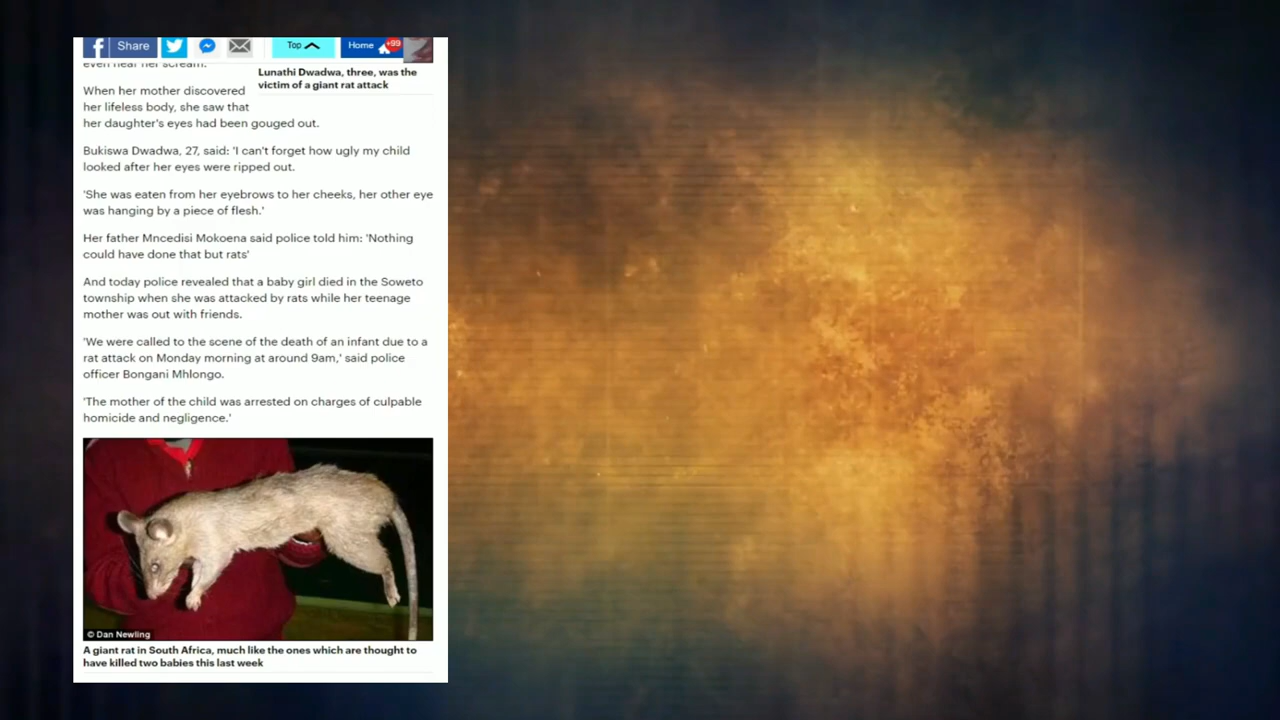 Share
Top
Home
+99
even hear her scream.
Lunathi Dwadwa, three, was the
victim of a giant rat attack
When her mother discovered
her lifeless body, she saw that
her daughter's eyes had been gouged out.
Bukiswa Dwadwa, 27, said: 'I can't forget how ugly my child
looked after her eyes were ripped out.
'She was eaten from her eyebrows to her cheeks, her other eye
was hanging by a piece of flesh.'
Her father Mncedisi Mokoena said police told him: 'Nothing
could have done that but rats'
And today police revealed that a baby girl died in the Soweto
township when she was attacked by rats while her teenage
mother was out with friends.
'We were called to the scene of the death of an infant due to a
rat attack on Monday morning at around 9am,' said police
officer Bongani Mhlongo.
'The mother of the child was arrested on charges of culpable
homicide and negligence.'
© Dan Newling
A giant rat in South Africa, much like the ones which are thought to
have killed two babies this last week